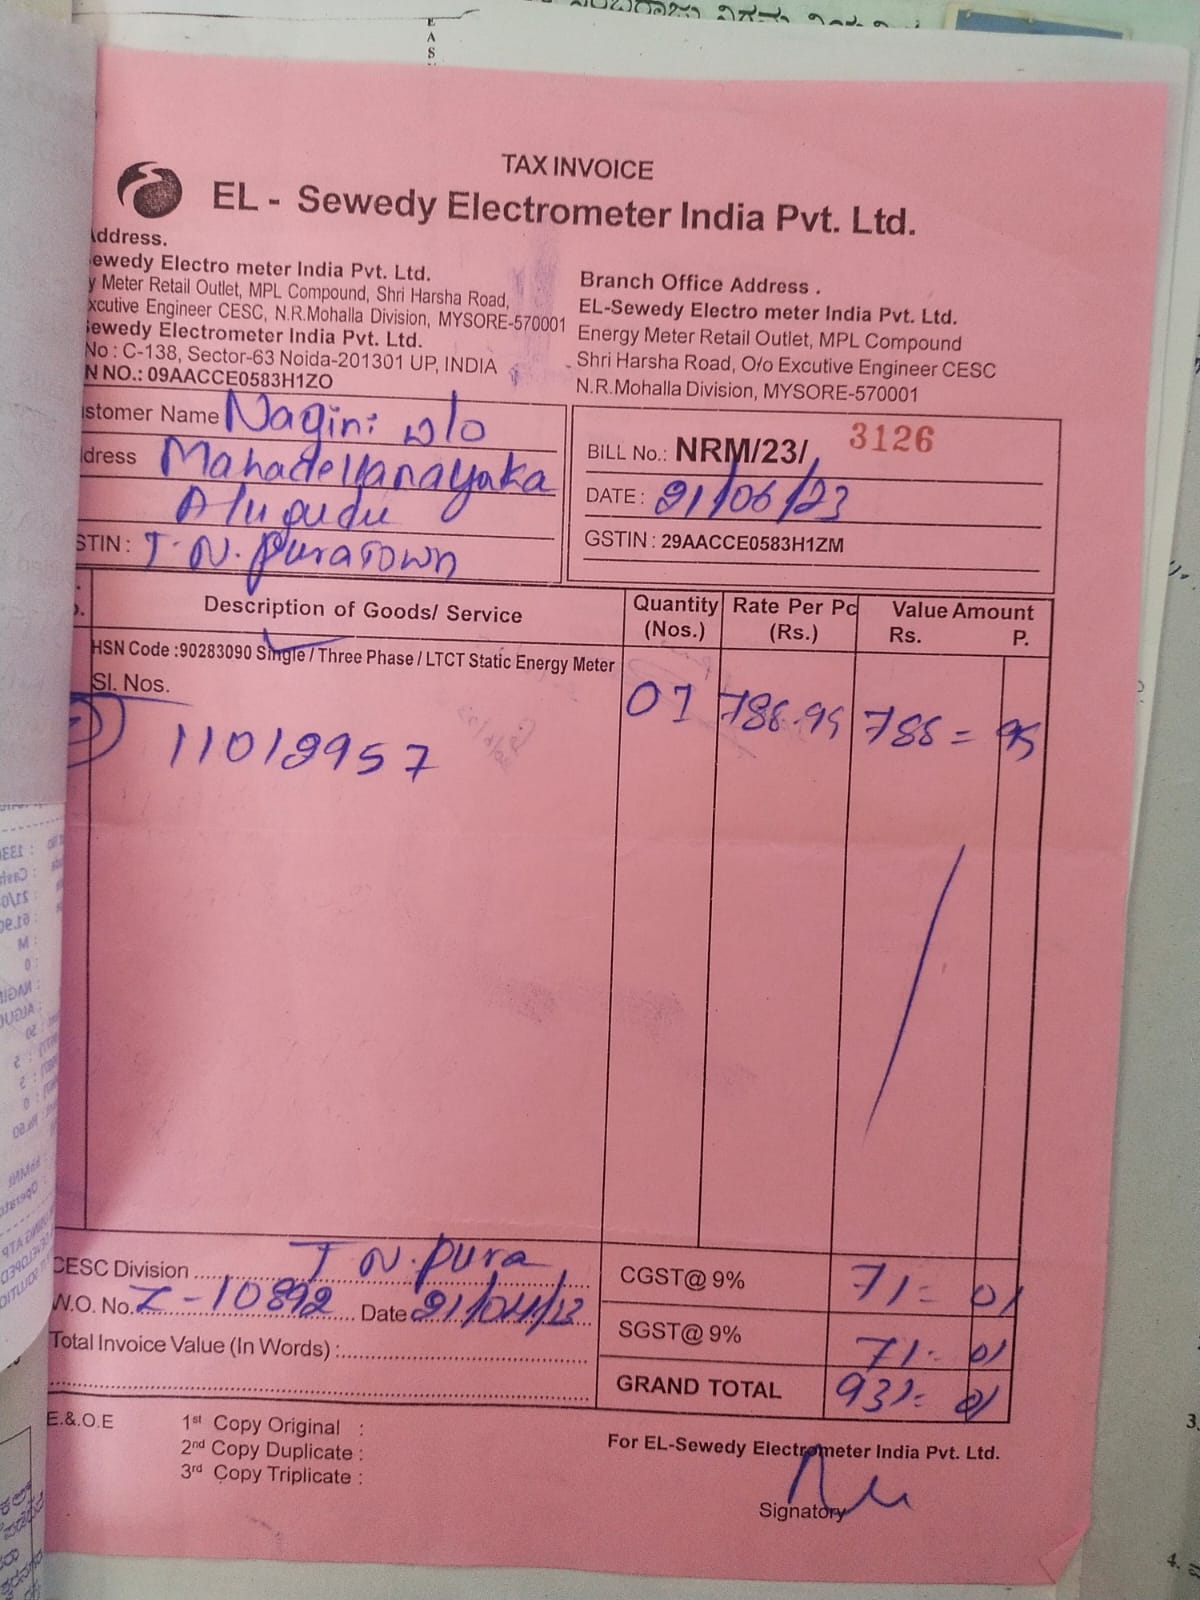 TAX INVOICE
EL - Sewedy Electrometer India Pvt. Ltd.
Address.
ewedy Electro meter India Pvt. Ltd.
y Meter Retail Outlet, MPL Compound, Shri Harsha Road,
xcutive Engineer CESC, N.R.Mohalla Division, MYSORE-570001
Sewedy Electrometer India Pvt. Ltd.
No : C-138, Sector-63 Noida-201301 UP, INDIA
N NO.: 09AACCE0583H1ZO
Branch Office Address .
EL-Sewedy Electro meter India Pvt. Ltd.
Energy Meter Retail Outlet, MPL Compound
Shri Harsha Road, O/o Excutive Engineer CESC
N.R.Mohalla Division, MYSORE-570001
stomer Name Nagini w/o
dress Mahadevanayaka
Alugudu
STIN : T. N. Pura Town
BILL No.: NRM/23/ 3126
DATE : 21/06/23
GSTIN : 29AACCE0583H1ZM
Description of Goods/ Service
Quantity (Nos.)
Rate Per Pc (Rs.)
Value Amount
Rs. P.
HSN Code :90283090 Single / Three Phase / LTCT Static Energy Meter
Sl. Nos.
11012957
01 788.95 788 = 95
CESC Division T N. Pura
W.O. No. Z-10892 Date 21/04/23
Total Invoice Value (In Words) :
CGST@ 9% 71 = 01
SGST@ 9% 71 = 01
GRAND TOTAL 931 = 01
E.&.O.E
1st Copy Original :
2nd Copy Duplicate :
3rd Copy Triplicate :
For EL-Sewedy Electrometer India Pvt. Ltd.
Signatory